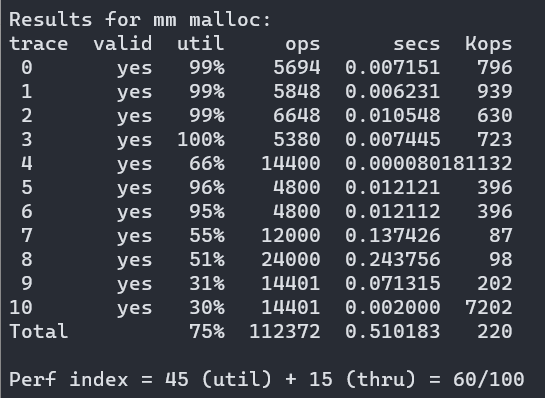 Results for mm malloc:
trace  valid  util     ops      secs  Kops
 0       yes   99%    5694  0.007151   796
 1       yes   99%    5848  0.006231   939
 2       yes   99%    6648  0.010548   630
 3       yes  100%    5380  0.007445   723
 4       yes   66%   14400  0.000080181132
 5       yes   96%    4800  0.012121   396
 6       yes   95%    4800  0.012112   396
 7       yes   55%   12000  0.137426    87
 8       yes   51%   24000  0.243756    98
 9       yes   31%   14401  0.071315   202
10       yes   30%   14401  0.002000  7202
Total          75%  112372  0.510183   220

Perf index = 45 (util) + 15 (thru) = 60/100